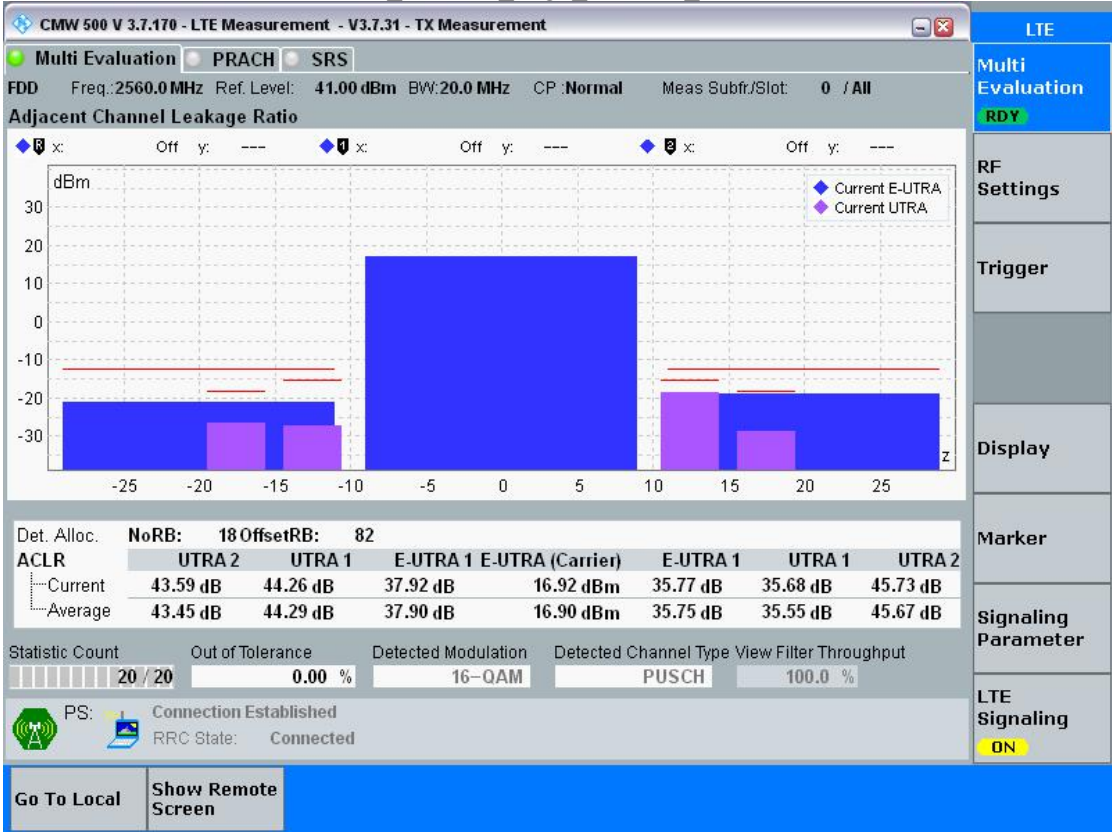 CMW 500 V 3.7.170 - LTE Measurement - V3.7.31 - TX Measurement
LTE
Multi Evaluation PRACH SRS
Multi Evaluation
RDY
FDD Freq.:2560.0 MHz Ref. Level: 41.00 dBm BW:20.0 MHz CP :Normal Meas Subfr./Slot: 0 / All
Adjacent Channel Leakage Ratio
R x: Off y: --- 1 x: Off y: --- 2 x: Off y: ---
dBm
Current E-UTRA
Current UTRA
30
20
10
0
-10
-20
-30
z
-25 -20 -15 -10 -5 0 5 10 15 20 25
RF
Settings
Trigger
Display
Marker
Signaling
Parameter
LTE
Signaling
ON
Det. Alloc. NoRB: 18 OffsetRB: 82
ACLR UTRA 2 UTRA 1 E-UTRA 1 E-UTRA (Carrier) E-UTRA 1 UTRA 1 UTRA 2
Current 43.59 dB 44.26 dB 37.92 dB 16.92 dBm 35.77 dB 35.68 dB 45.73 dB
Average 43.45 dB 44.29 dB 37.90 dB 16.90 dBm 35.75 dB 35.55 dB 45.67 dB
Statistic Count Out of Tolerance Detected Modulation Detected Channel Type View Filter Throughput
20 / 20 0.00 % 16-QAM PUSCH 100.0 %
PS: Connection Established
RRC State: Connected
Go To Local
Show Remote
Screen